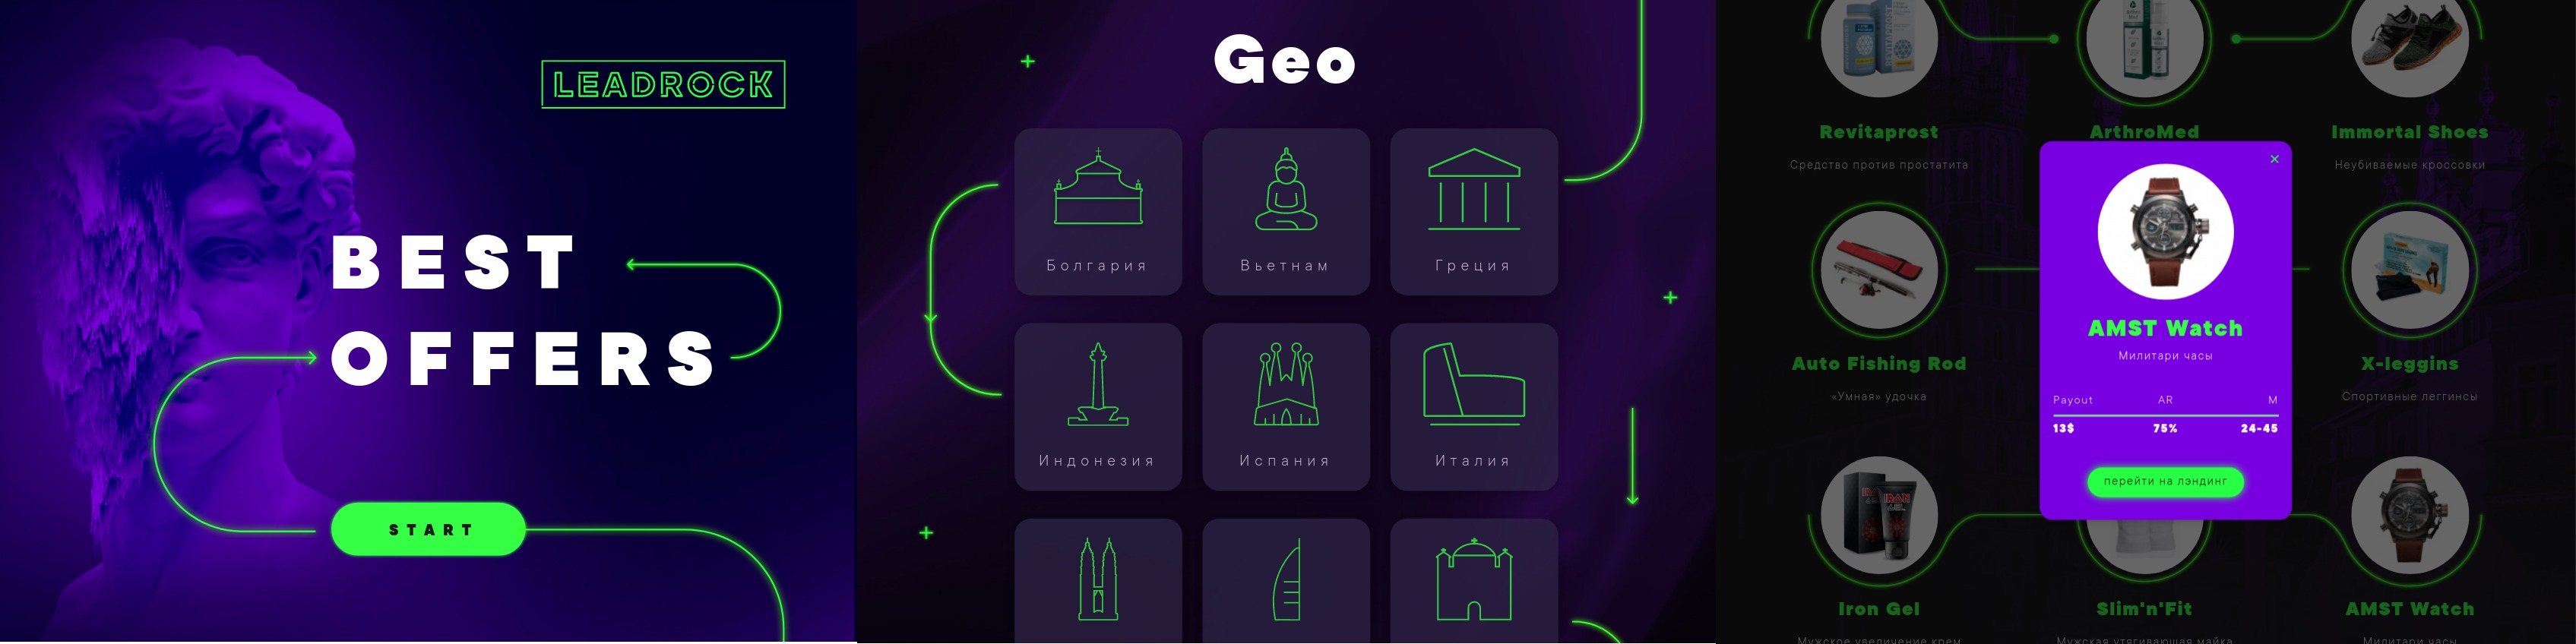 LEADROCK
BEST
OFFERS
START
Geo
Болгария
Вьетнам
Греция
Индонезия
Испания
Италия
Revitaprost
ArthroMed
Immortal Shoes
Средство против простатита
Неубиваемые кроссовки
AMST Watch
Милитари часы
Payout AR M
13$ 75% 24-45
перейти на лэндинг
Auto Fishing Rod
X-leggins
«Умная» удочка
Спортивные леггинсы
Iron Gel
Slim'n'Fit
AMST Watch
Мужское увеличение крем
Мужская утягивающая майка
Милитари часы